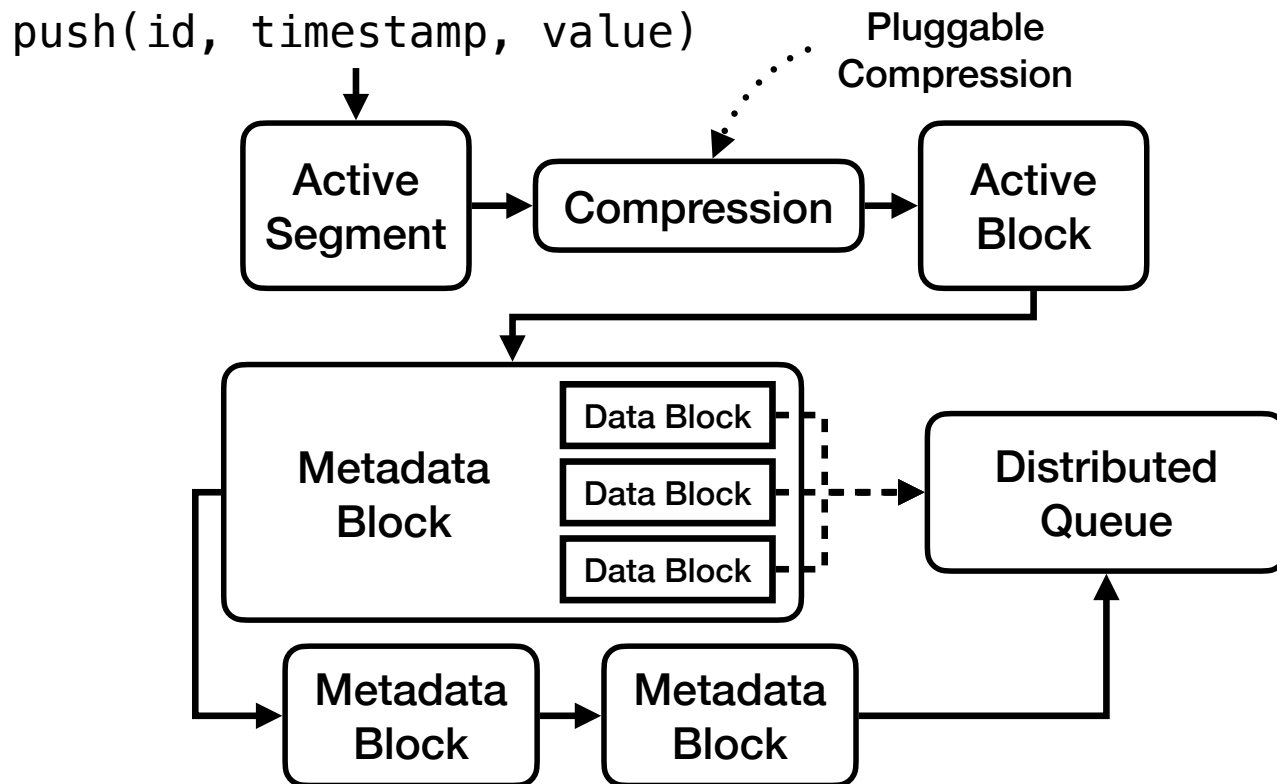 push(id, timestamp, value)
Pluggable
Compression
Active
Segment
Compression
Active
Block
Metadata
Block
Data Block
Data Block
Data Block
Distributed
Queue
Metadata
Block
Metadata
Block